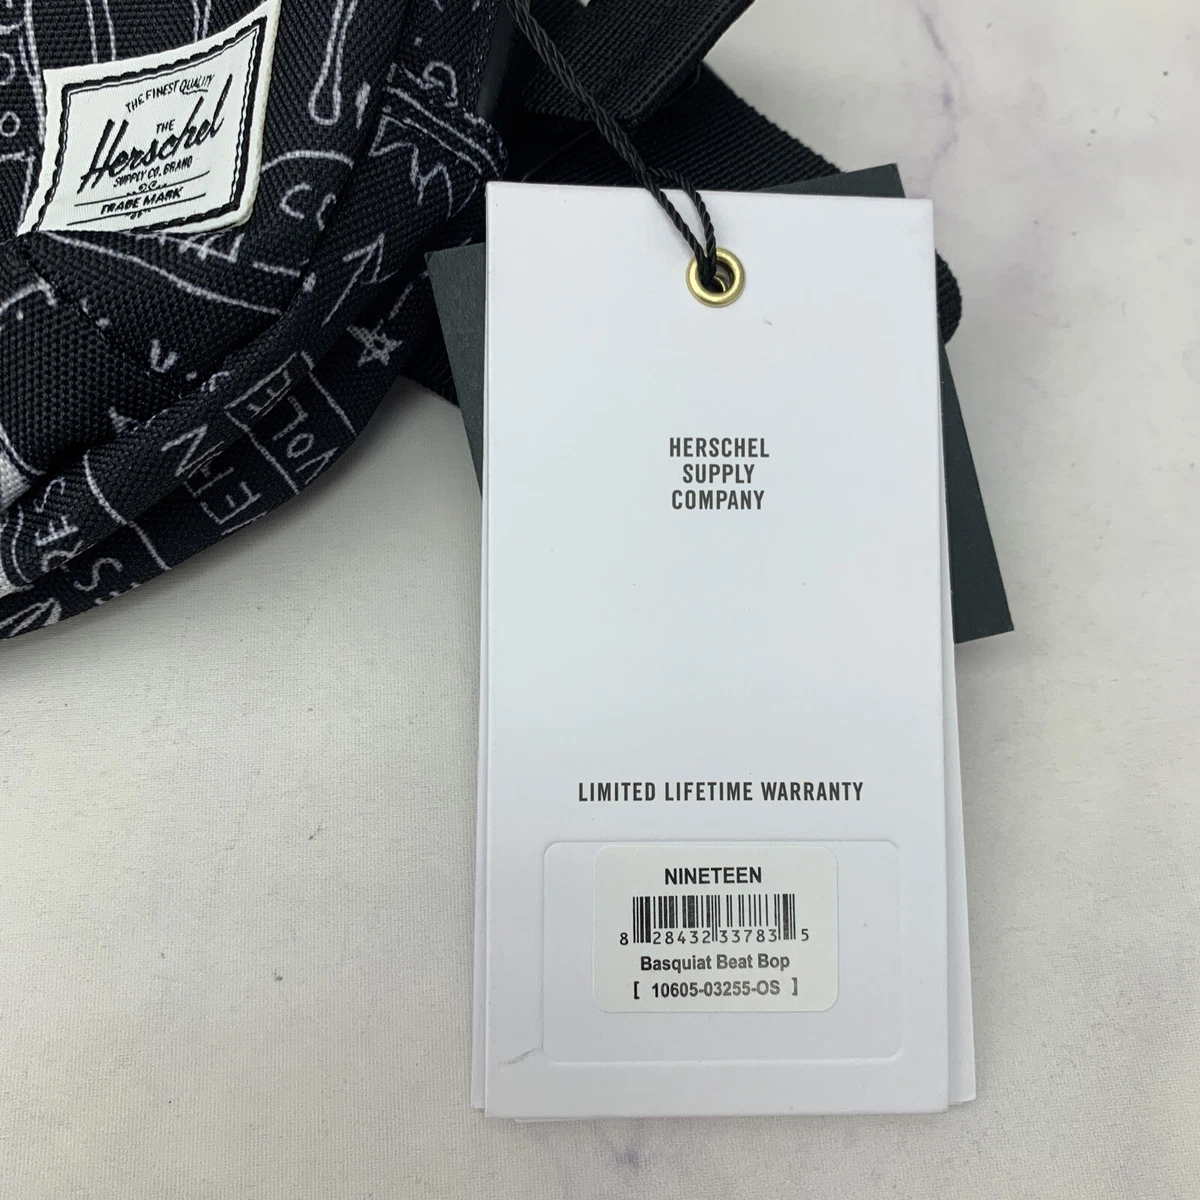 THE FINEST QUALITY
THE
Herschel
SUPPLY CO. BRAND
TRADE MARK
HERSCHEL
SUPPLY
COMPANY
LIMITED LIFETIME WARRANTY
NINETEEN
8 28432 33783 5
Basquiat Beat Bop
[ 10605-03255-OS ]